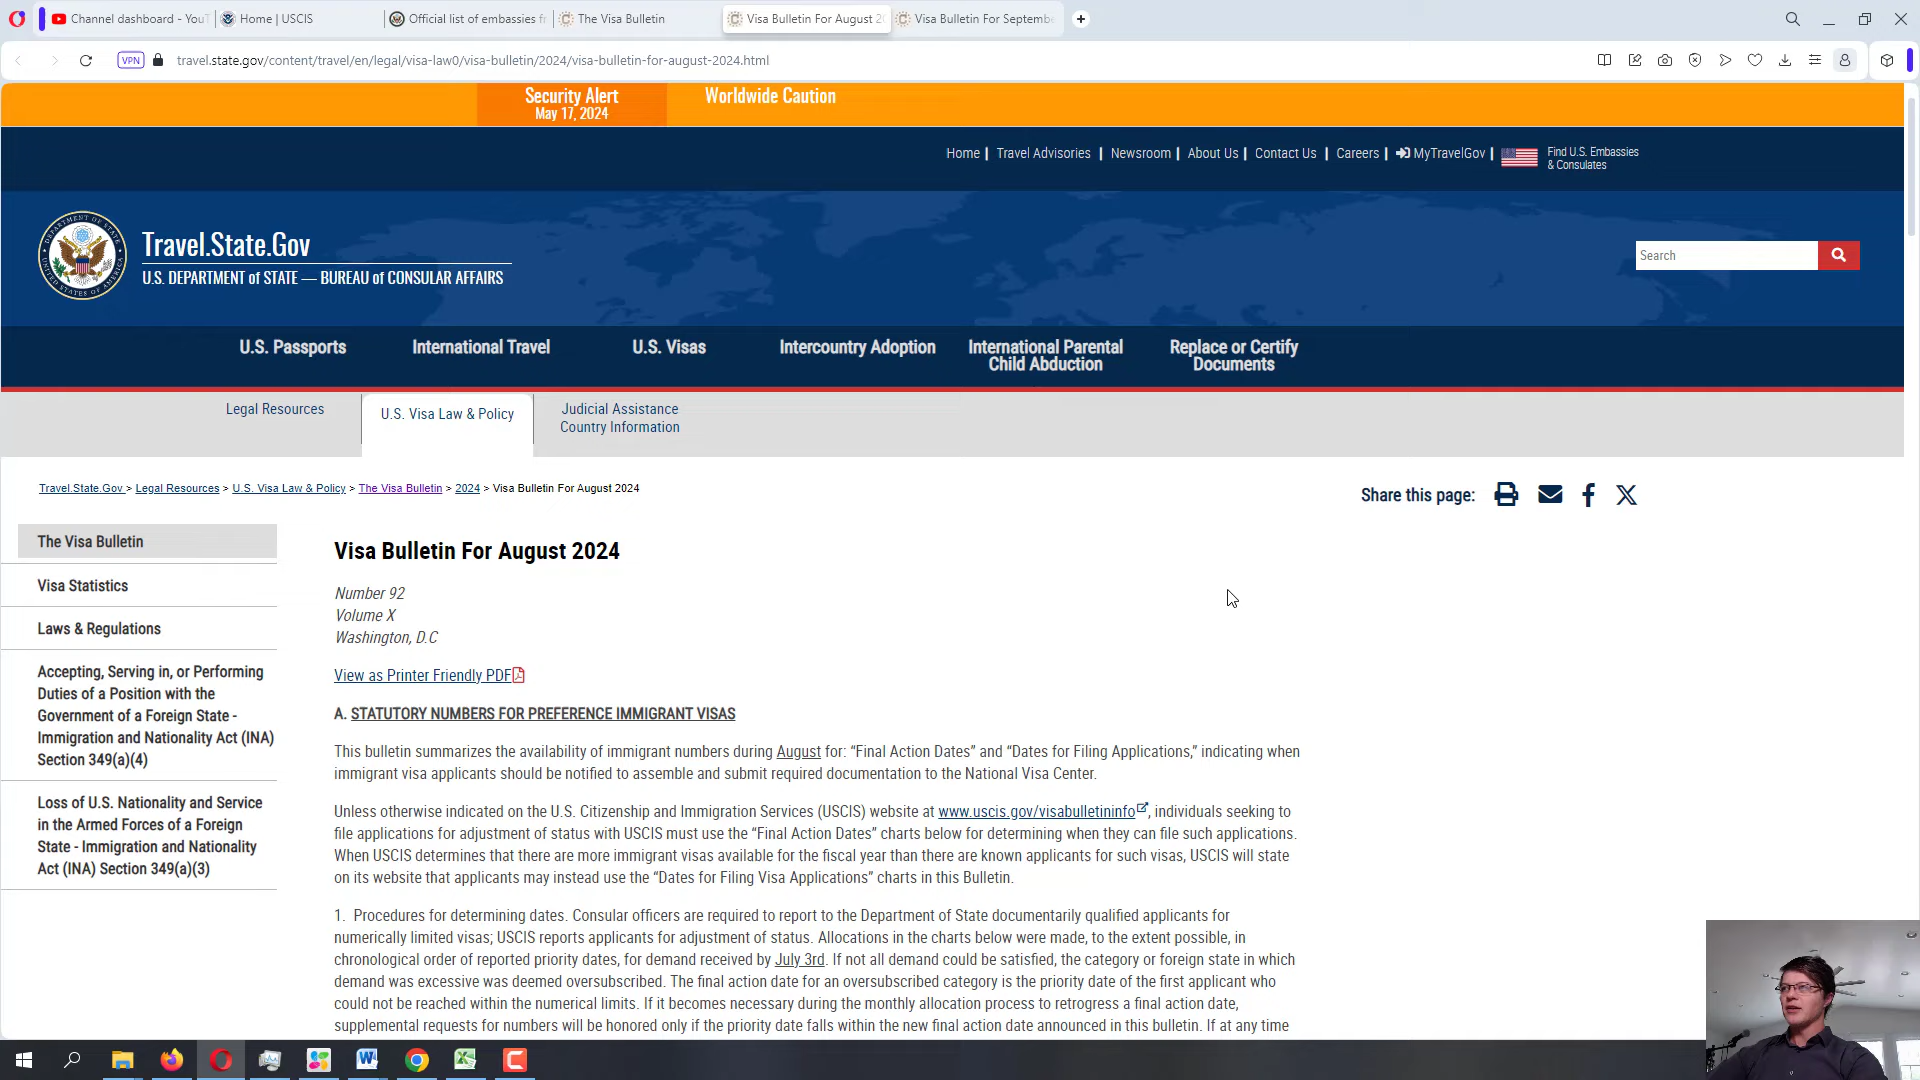 Channel dashboard - YouT
Home | USCIS
Official list of embassies fr
The Visa Bulletin
Visa Bulletin For August 20
Visa Bulletin For Septembe
VPN
travel.state.gov/content/travel/en/legal/visa-law0/visa-bulletin/2024/visa-bulletin-for-august-2024.html
Security Alert
May 17, 2024
Worldwide Caution
Home | Travel Advisories | Newsroom | About Us | Contact Us | Careers | MyTravelGov |
Find U.S. Embassies
& Consulates
Travel.State.Gov
U.S. DEPARTMENT of STATE — BUREAU of CONSULAR AFFAIRS
Search
U.S. Passports
International Travel
U.S. Visas
Intercountry Adoption
International Parental
Child Abduction
Replace or Certify
Documents
Legal Resources
U.S. Visa Law & Policy
Judicial Assistance
Country Information
Travel.State.Gov > Legal Resources > U.S. Visa Law & Policy > The Visa Bulletin > 2024 > Visa Bulletin For August 2024
Share this page:
The Visa Bulletin
Visa Statistics
Laws & Regulations
Accepting, Serving in, or Performing
Duties of a Position with the
Government of a Foreign State -
Immigration and Nationality Act (INA)
Section 349(a)(4)
Loss of U.S. Nationality and Service
in the Armed Forces of a Foreign
State - Immigration and Nationality
Act (INA) Section 349(a)(3)
Visa Bulletin For August 2024
Number 92
Volume X
Washington, D.C
View as Printer Friendly PDF
A. STATUTORY NUMBERS FOR PREFERENCE IMMIGRANT VISAS
This bulletin summarizes the availability of immigrant numbers during August for: “Final Action Dates” and “Dates for Filing Applications,” indicating when
immigrant visa applicants should be notified to assemble and submit required documentation to the National Visa Center.
Unless otherwise indicated on the U.S. Citizenship and Immigration Services (USCIS) website at www.uscis.gov/visabulletininfo, individuals seeking to
file applications for adjustment of status with USCIS must use the “Final Action Dates” charts below for determining when they can file such applications.
When USCIS determines that there are more immigrant visas available for the fiscal year than there are known applicants for such visas, USCIS will state
on its website that applicants may instead use the “Dates for Filing Visa Applications” charts in this Bulletin.
1. Procedures for determining dates. Consular officers are required to report to the Department of State documentarily qualified applicants for
numerically limited visas; USCIS reports applicants for adjustment of status. Allocations in the charts below were made, to the extent possible, in
chronological order of reported priority dates, for demand received by July 3rd. If not all demand could be satisfied, the category or foreign state in which
demand was excessive was deemed oversubscribed. The final action date for an oversubscribed category is the priority date of the first applicant who
could not be reached within the numerical limits. If it becomes necessary during the monthly allocation process to retrogress a final action date,
supplemental requests for numbers will be honored only if the priority date falls within the new final action date announced in this bulletin. If at any time